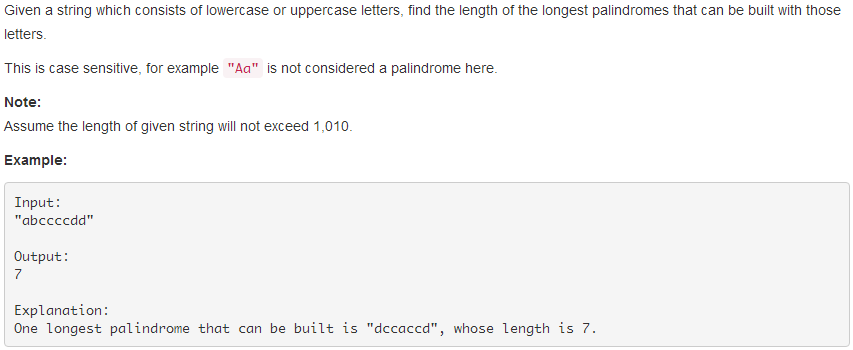 Given a string which consists of lowercase or uppercase letters, find the length of the longest palindromes that can be built with those
letters.
This is case sensitive, for example "Aa" is not considered a palindrome here.
Note:
Assume the length of given string will not exceed 1,010.
Example:
Input:
"abccccdd"
Output:
7
Explanation:
One longest palindrome that can be built is "dccaccd", whose length is 7.